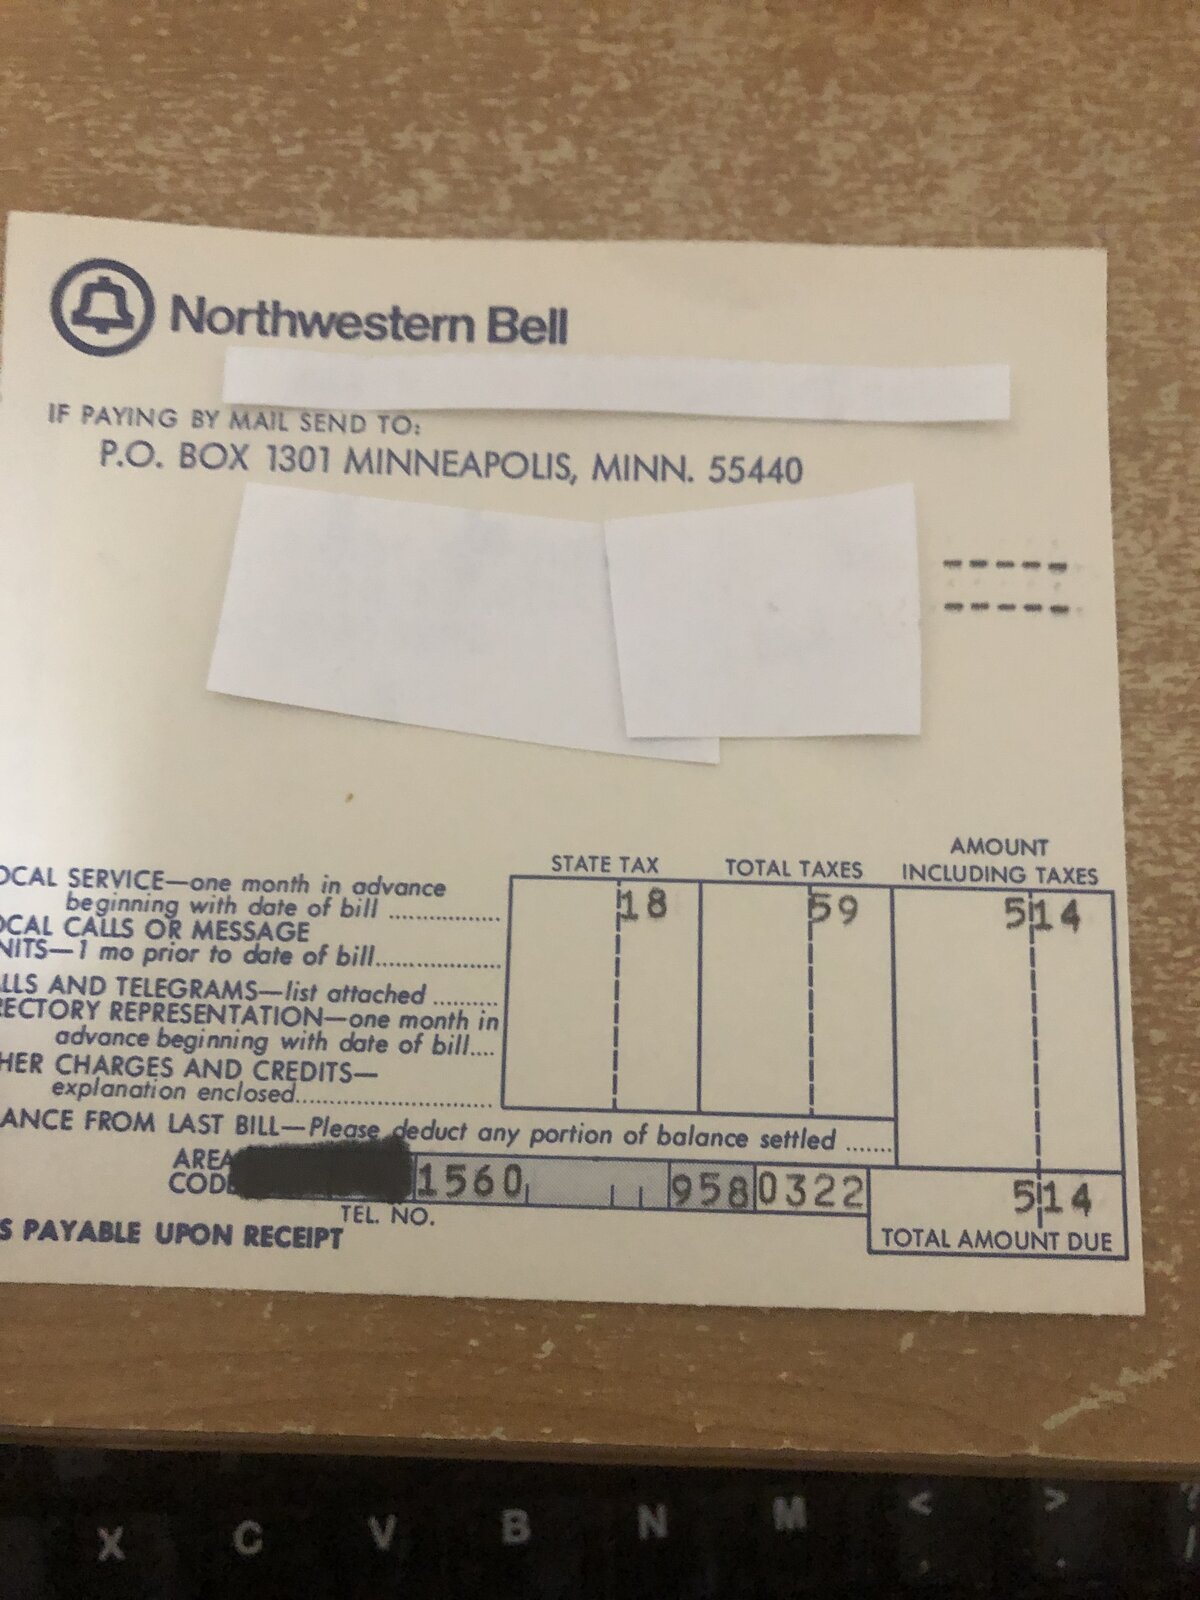 Northwestern Bell
IF PAYING BY MAIL SEND TO:
P.O. BOX 1301 MINNEAPOLIS, MINN. 55440
STATE TAX TOTAL TAXES AMOUNT INCLUDING TAXES
OCAL SERVICE—one month in advance
beginning with date of bill 18 59 514
OCAL CALLS OR MESSAGE
NITS—1 mo prior to date of bill
LLS AND TELEGRAMS—list attached
RECTORY REPRESENTATION—one month in
advance beginning with date of bill
HER CHARGES AND CREDITS—
explanation enclosed
ANCE FROM LAST BILL—Please deduct any portion of balance settled
AREA
CODE 1560 958 0322 514
TEL. NO.
S PAYABLE UPON RECEIPT TOTAL AMOUNT DUE
X C V B N M < >